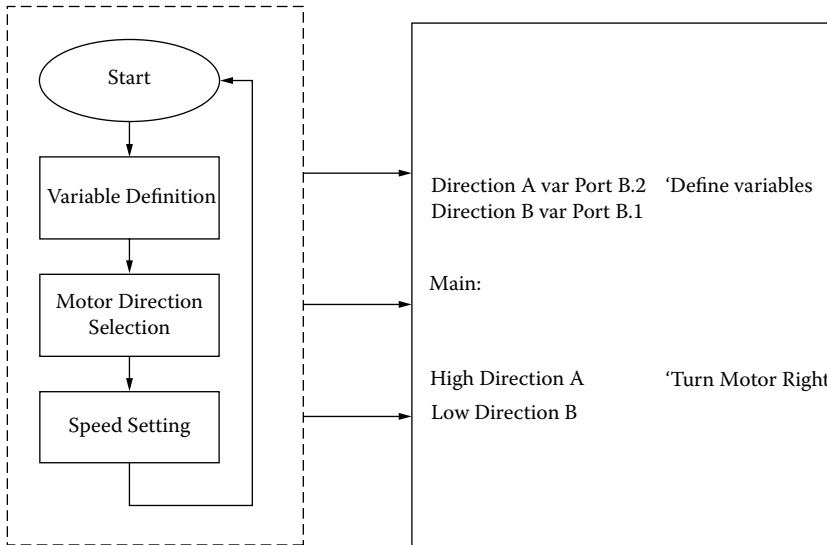 Start
Variable Definition
Motor Direction
Selection
Speed Setting
Direction A var Port B.2 ‘Define variables
Direction B var Port B.1
Main:
High Direction A ‘Turn Motor Right
Low Direction B